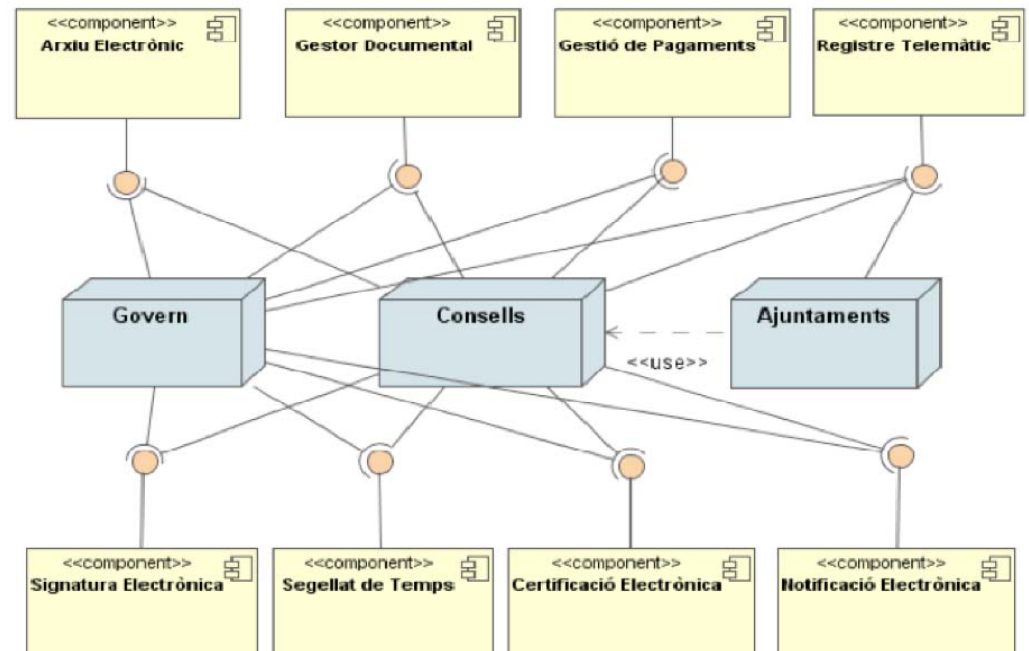 <<component>>
Arxiu Electrònic
<<component>>
Gestor Documental
<<component>>
Gestió de Pagaments
<<component>>
Registre Telemàtic
Govern
Consells
Ajuntaments
<<use>>
<<component>>
Signatura Electrònica
<<component>>
Segellat de Temps
<<component>>
Certificació Electrònica
<<component>>
Notificació Electrònica